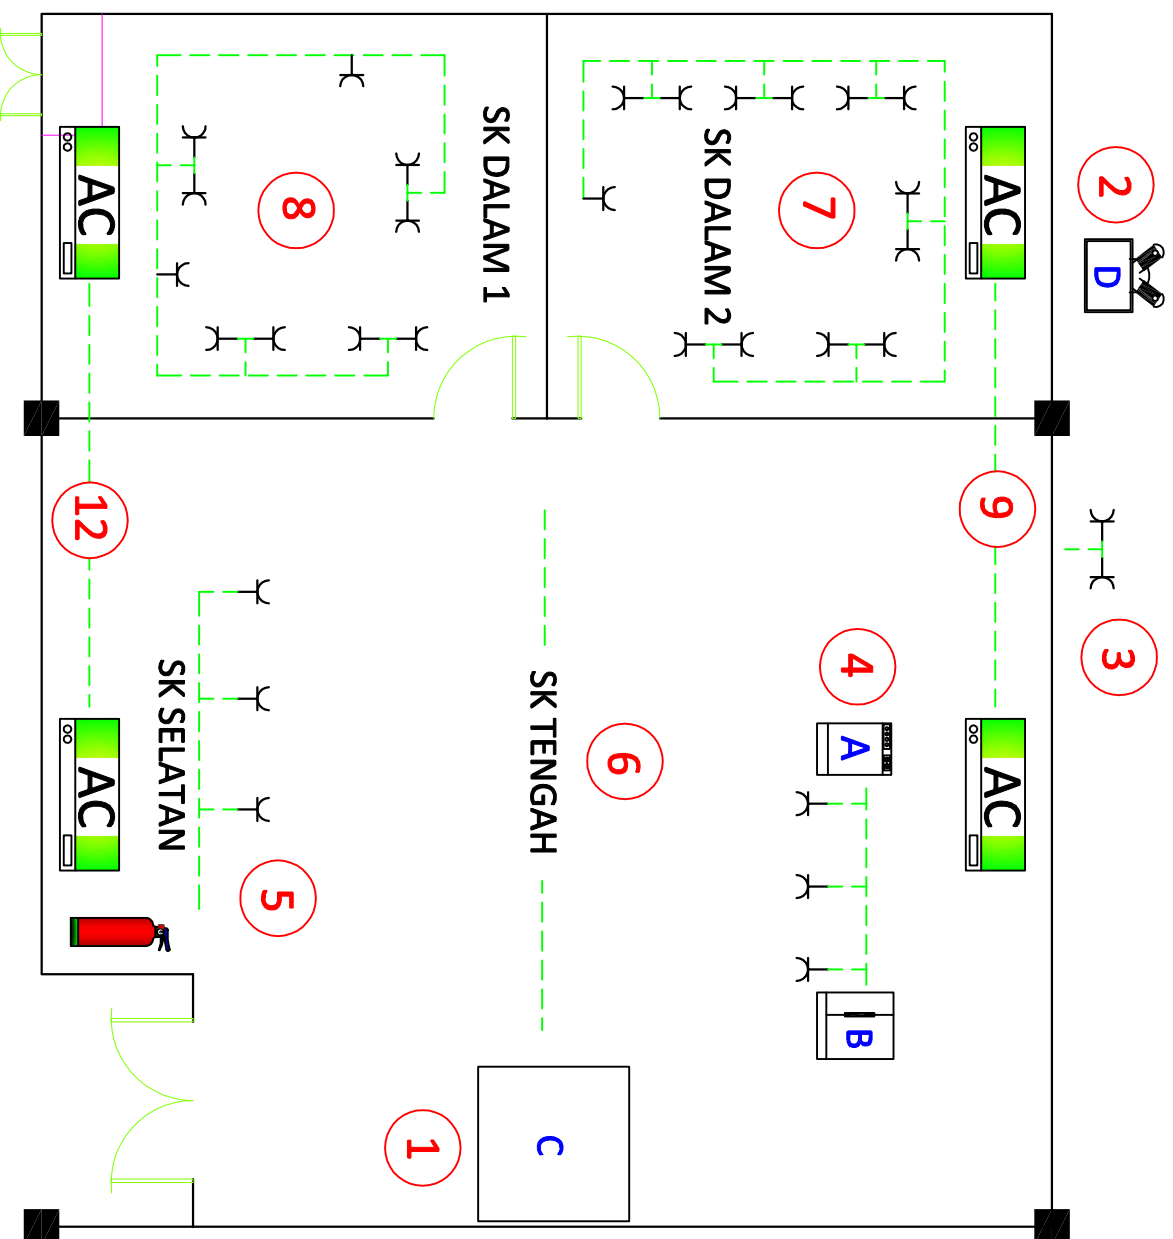 2
3
D
AC
9
AC
7
4
A
B
SK DALAM 2
6
SK TENGAH
C
SK DALAM 1
1
8
5
SK SELATAN
AC
12
AC